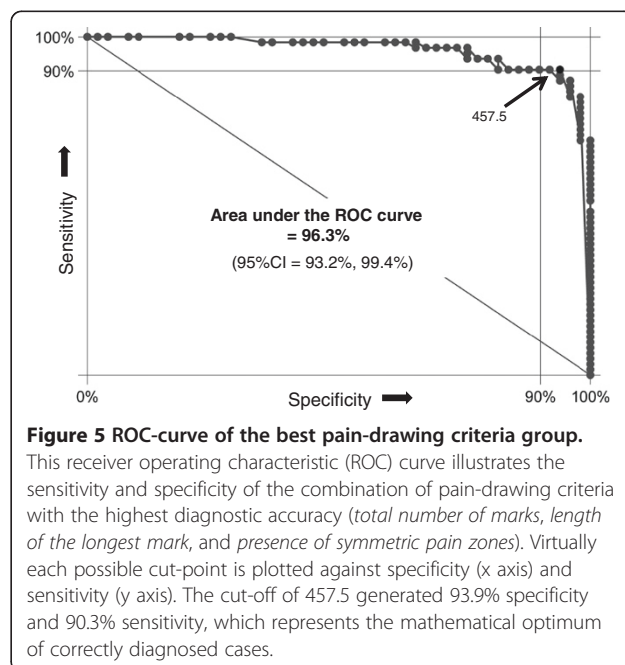 100%
90%
457.5
Sensitivity
Area under the ROC curve
= 96.3%
(95%CI = 93.2%, 99.4%)
0%
Specificity
90% 100%
Figure 5 ROC-curve of the best pain-drawing criteria group.
This receiver operating characteristic (ROC) curve illustrates the
sensitivity and specificity of the combination of pain-drawing criteria
with the highest diagnostic accuracy (total number of marks, length
of the longest mark, and presence of symmetric pain zones). Virtually
each possible cut-point is plotted against specificity (x axis) and
sensitivity (y axis). The cut-off of 457.5 generated 93.9% specificity
and 90.3% sensitivity, which represents the mathematical optimum
of correctly diagnosed cases.